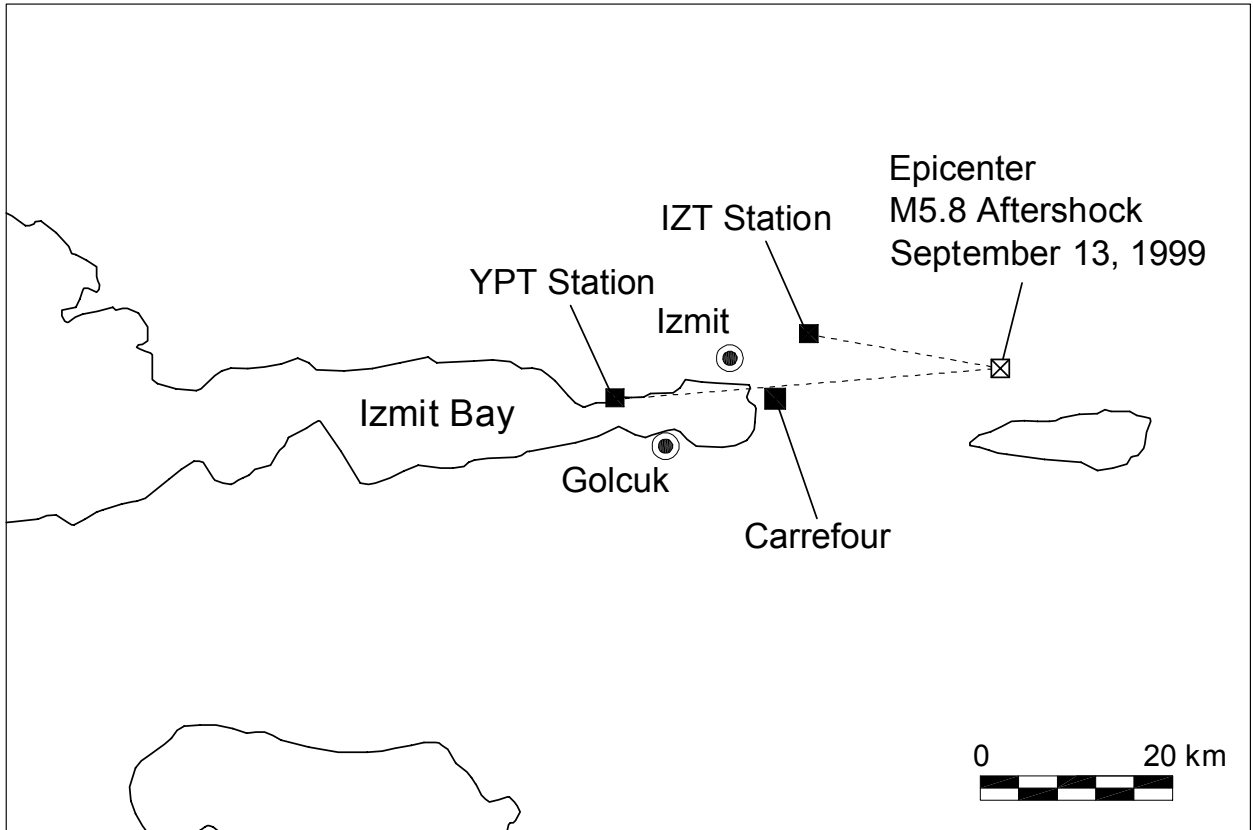 Epicenter
M5.8 Aftershock
September 13, 1999
IZT Station
YPT Station
Izmit
Izmit Bay
Golcuk
Carrefour
0 20 km